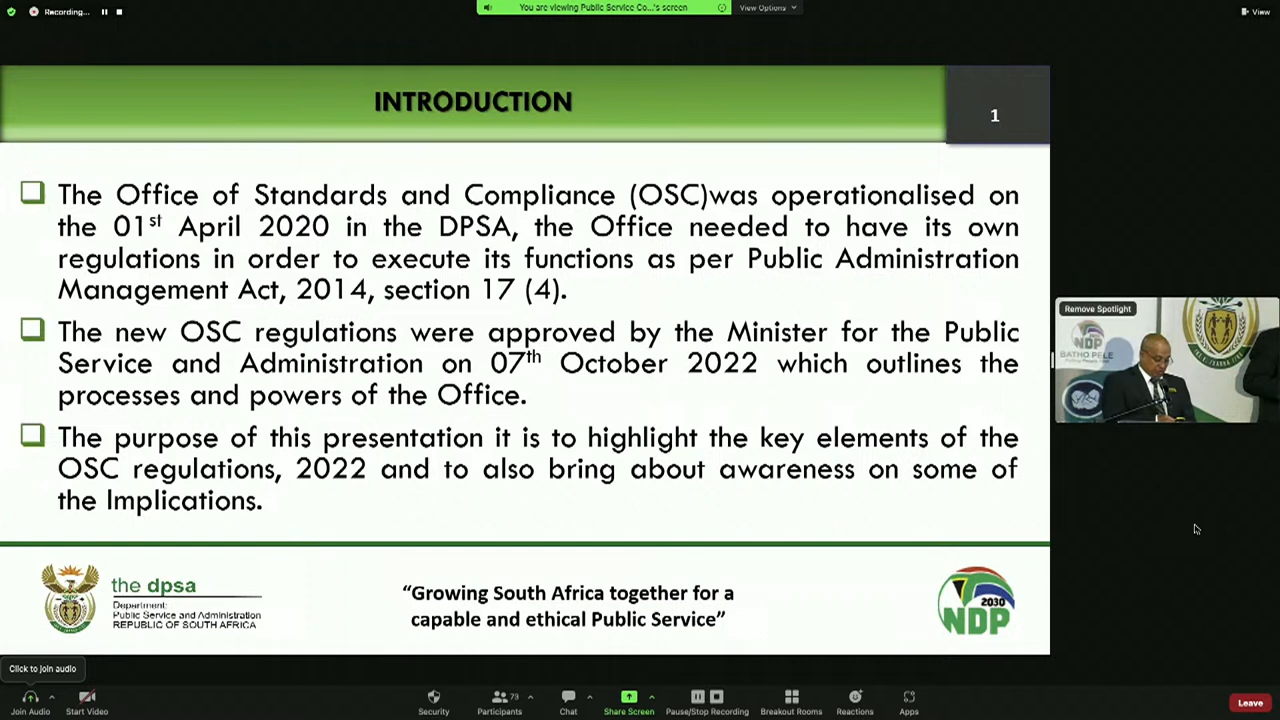 Recording...
You are viewing Public Service Co...'s screen
View Options
View
INTRODUCTION
1
The Office of Standards and Compliance (OSC)was operationalised on
the 01st April 2020 in the DPSA, the Office needed to have its own
regulations in order to execute its functions as per Public Administration
Management Act, 2014, section 17 (4).
The new OSC regulations were approved by the Minister for the Public
Service and Administration on 07th October 2022 which outlines the
processes and powers of the Office.
The purpose of this presentation it is to highlight the key elements of the
OSC regulations, 2022 and to also bring about awareness on some of
the Implications.
Remove Spotlight
NDP
BATHO PELE
the dpsa
Department:
Public Service and Administration
REPUBLIC OF SOUTH AFRICA
“Growing South Africa together for a
capable and ethical Public Service”
2030
NDP
Click to join audio
Join Audio
Start Video
Security
73
Participants
Chat
Share Screen
Pause/Stop Recording
Breakout Rooms
Reactions
Apps
Leave